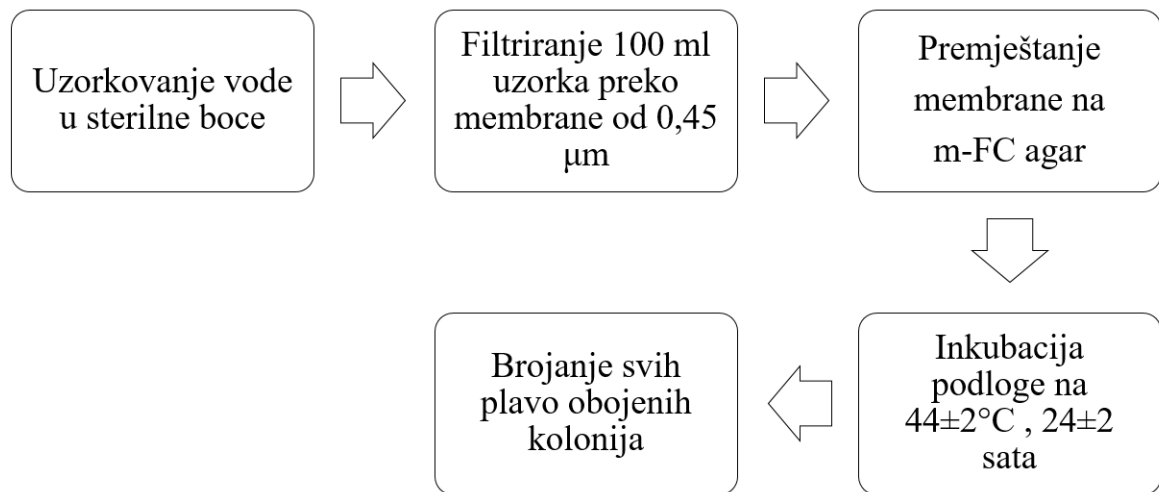 Uzorkovanje vode
u sterilne boce
Filtriranje 100 ml
uzorka preko
membrane od 0,45
μm
Premještanje
membrane na
m-FC agar
Inkubacija
podloge na
44±2°C , 24±2
sata
Brojanje svih
plavo obojenih
kolonija